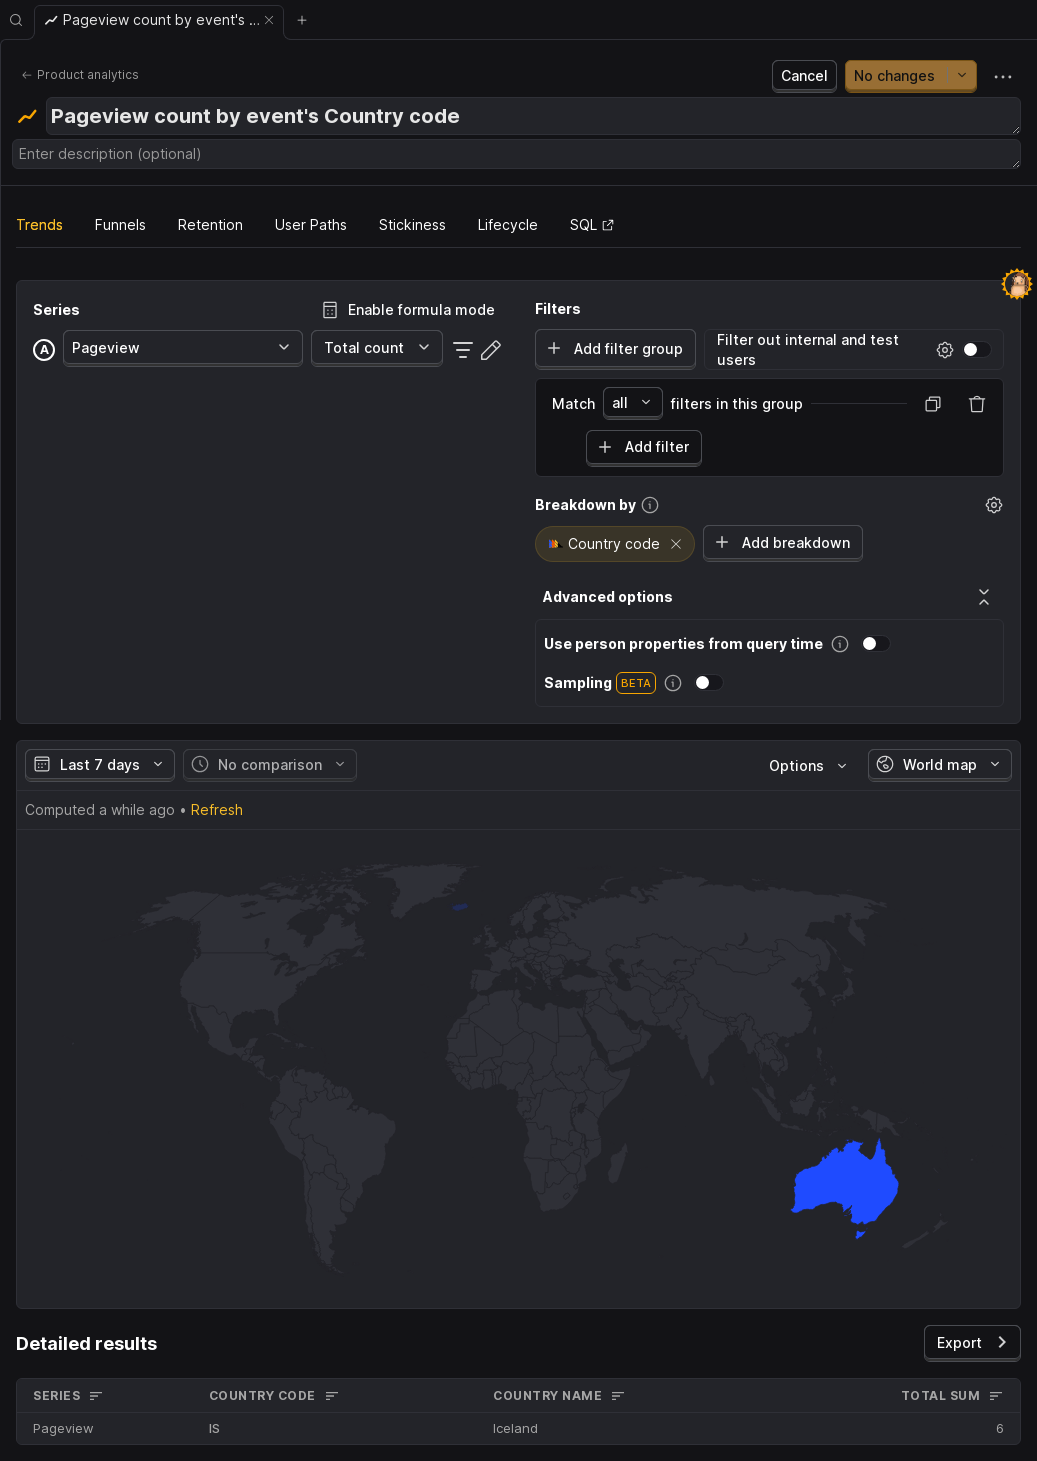 Pageview count by event's ...
Product analytics
Cancel
No changes
Pageview count by event's Country code
Enter description (optional)
Trends Funnels Retention User Paths Stickiness Lifecycle SQL
Series
Enable formula mode
A Pageview Total count
Filters
Add filter group
Filter out internal and test
users
Match all filters in this group
Add filter
Breakdown by
Country code
Add breakdown
Advanced options
Use person properties from query time
Sampling BETA
Last 7 days No comparison Options World map
Computed a while ago • Refresh
Detailed results
Export
SERIES COUNTRY CODE COUNTRY NAME TOTAL SUM
Pageview IS Iceland 6